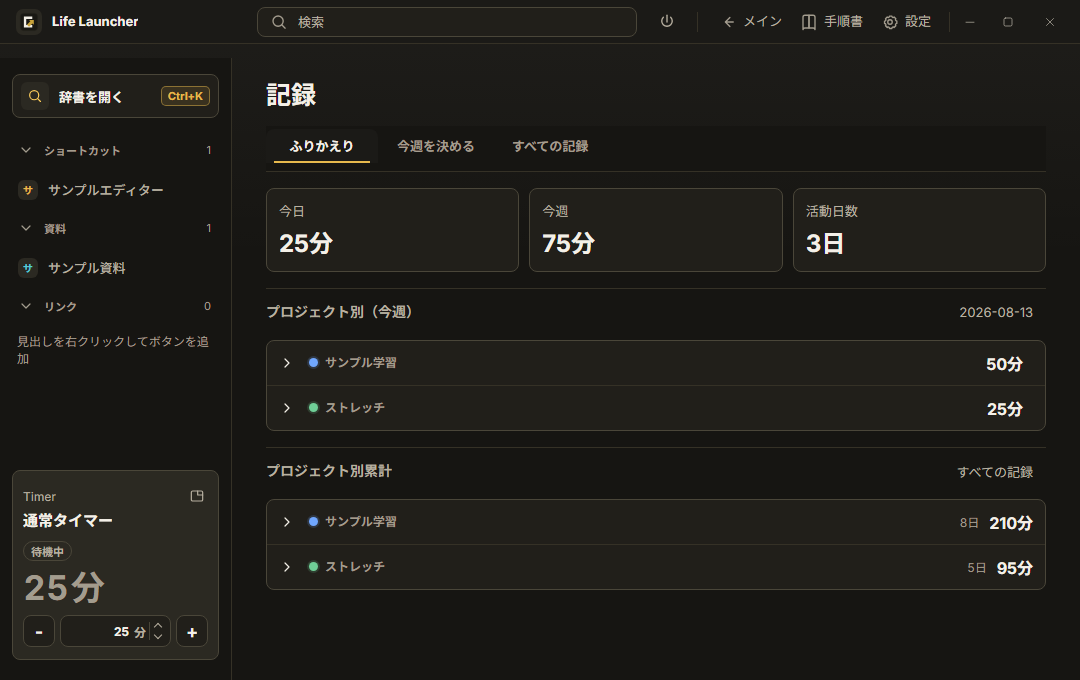 Life Launcher
検索
メイン
手順書
設定
辞書を開く
Ctrl+K
ショートカット
1
サ
サンプルエディター
資料
1
サ
サンプル資料
リンク
0
見出しを右クリックしてボタンを追
加
Timer
通常タイマー
待機中
25分
-
25 分
+
記録
ふりかえり
今週を決める
すべての記録
今日
25分
今週
75分
活動日数
3日
プロジェクト別（今週）
2026-08-13
サンプル学習
50分
ストレッチ
25分
プロジェクト別累計
すべての記録
サンプル学習
8日 210分
ストレッチ
5日 95分